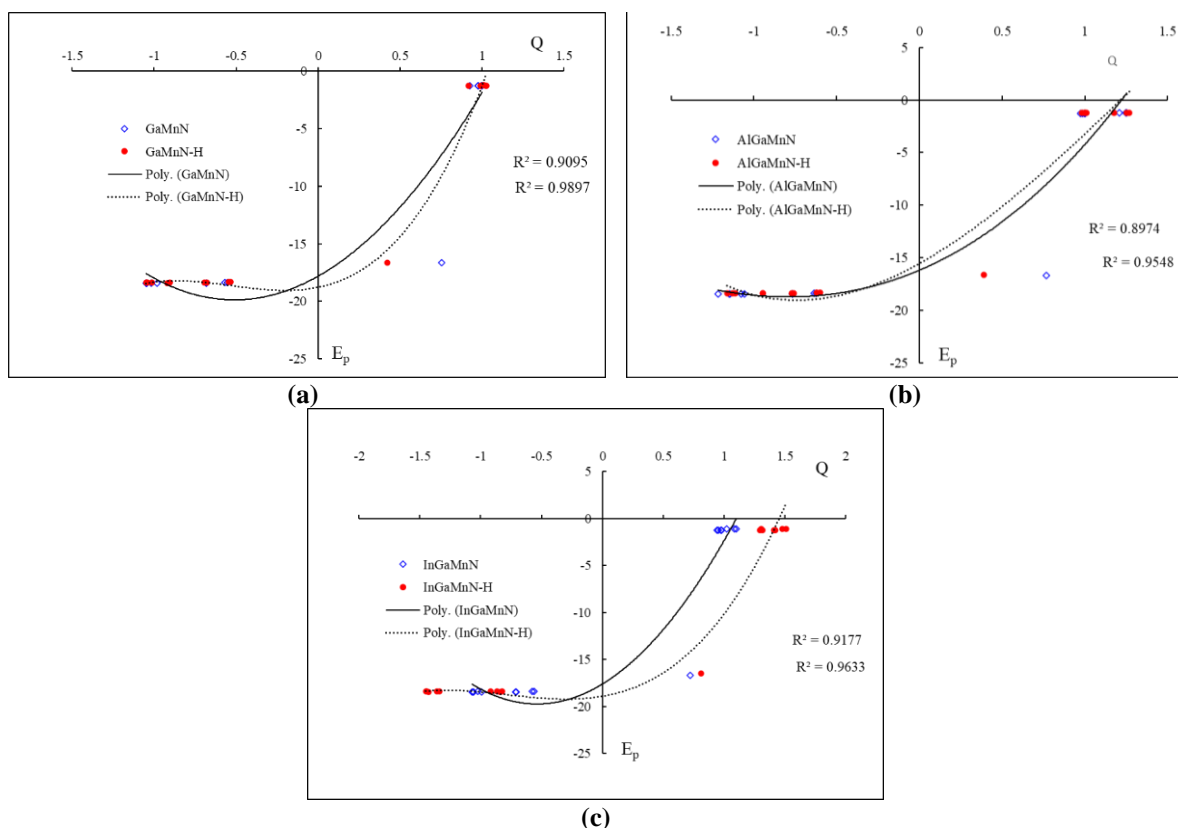 Q
-1.5 -1 -0.5 0 0.5 1 1.5
0
GaMnN
GaMnN-H
Poly. (GaMnN)
Poly. (GaMnN-H)
-5
-10
-15
-20
-25
R² = 0.9095
R² = 0.9897
Ep
(a)
-1.5 -1 -0.5 0 0.5 1 1.5
5
Q
0
AlGaMnN
AlGaMnN-H
Poly. (AlGaMnN)
Poly. (AlGaMnN-H)
-5
-10
-15
-20
-25
R² = 0.8974
R² = 0.9548
Ep
(b)
-2 -1.5 -1 -0.5 0 0.5 1 1.5 2
5
Q
0
InGaMnN
InGaMnN-H
Poly. (InGaMnN)
Poly. (InGaMnN-H)
-5
-10
-15
-20
-25
R² = 0.9177
R² = 0.9633
Ep
(c)